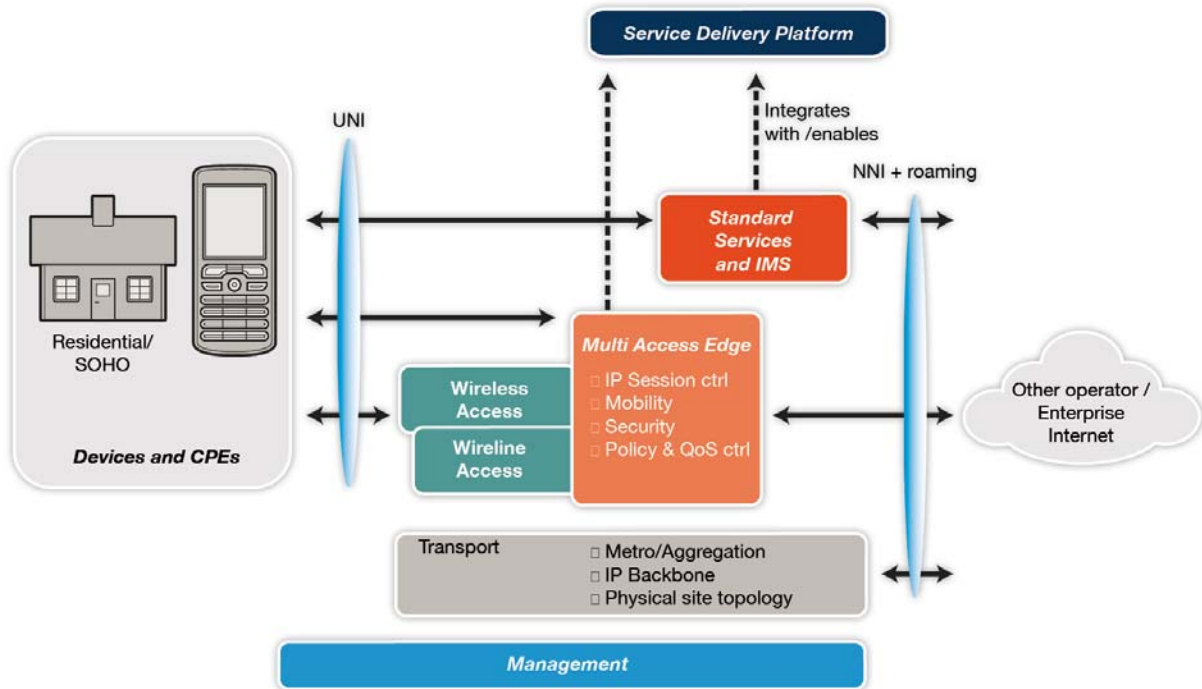 Service Delivery Platform
UNI
Integrates
with /enables
NNI + roaming
Standard
Services
and IMS
Residential/
SOHO
Devices and CPEs
Multi Access Edge
IP Session ctrl
Mobility
Security
Policy & QoS ctrl
Wireless
Access
Wireline
Access
Other operator /
Enterprise
Internet
Transport
Metro/Aggregation
IP Backbone
Physical site topology
Management